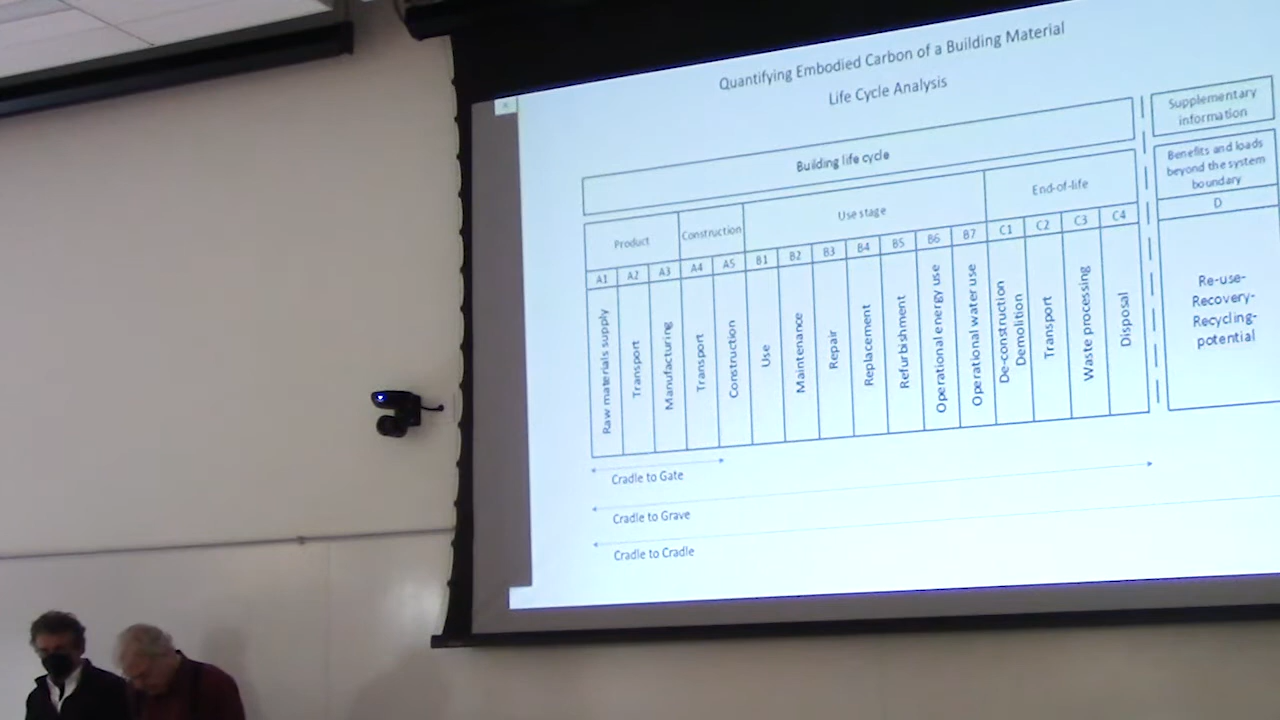 Quantifying Embodied Carbon of a Building Material
Life Cycle Analysis
Building life cycle
Supplementary
information
Product
Construction
Use stage
End-of-life
Benefits and loads
beyond the system
boundary
A1
A2
A3
A4
A5
B1
B2
B3
B4
B5
B6
B7
C1
C2
C3
C4
D
Raw materials supply
Transport
Manufacturing
Transport
Construction
Use
Maintenance
Repair
Replacement
Refurbishment
Operational energy use
Operational water use
De-construction
Demolition
Transport
Waste processing
Disposal
Re-use-
Recovery-
Recycling-
potential
Cradle to Gate
Cradle to Grave
Cradle to Cradle